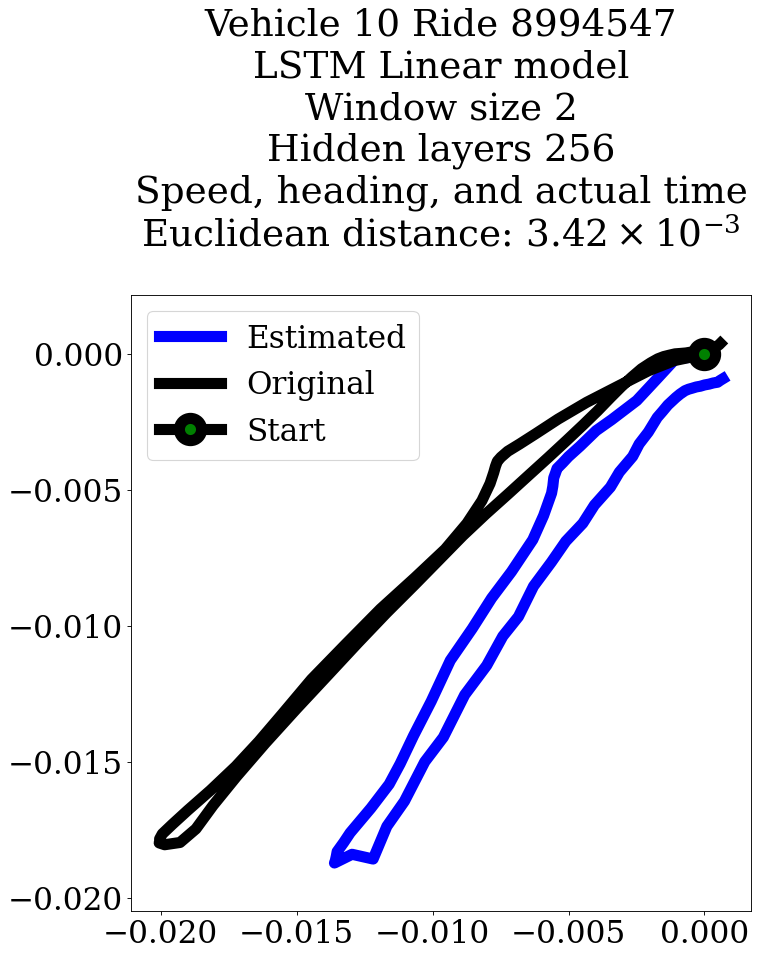 Vehicle 10 Ride 8994547
LSTM Linear model
Window size 2
Hidden layers 256
Speed, heading, and actual time
Euclidean distance: 3.42 × 10⁻³
Estimated
Original
Start
0.000
−0.005
−0.010
−0.015
−0.020
−0.020 −0.015 −0.010 −0.005 0.000